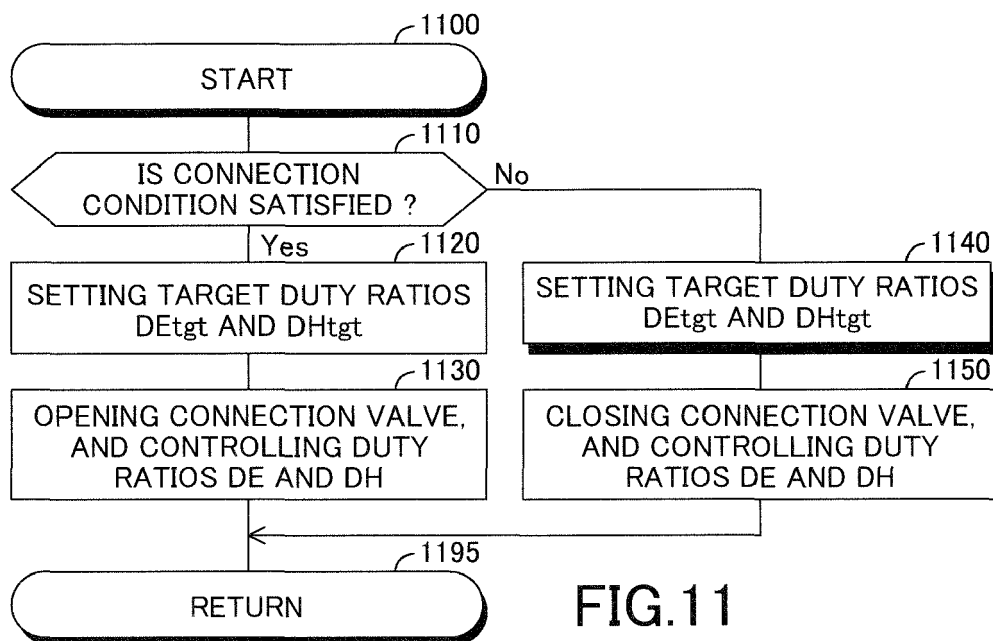 1100
START
1110
IS CONNECTION
CONDITION SATISFIED ?
No
Yes
1120
SETTING TARGET DUTY RATIOS
DEtgt AND DHtgt
1130
OPENING CONNECTION VALVE,
AND CONTROLLING DUTY
RATIOS DE AND DH
1140
SETTING TARGET DUTY RATIOS
DEtgt AND DHtgt
1150
CLOSING CONNECTION VALVE,
AND CONTROLLING DUTY
RATIOS DE AND DH
1195
RETURN
FIG.11